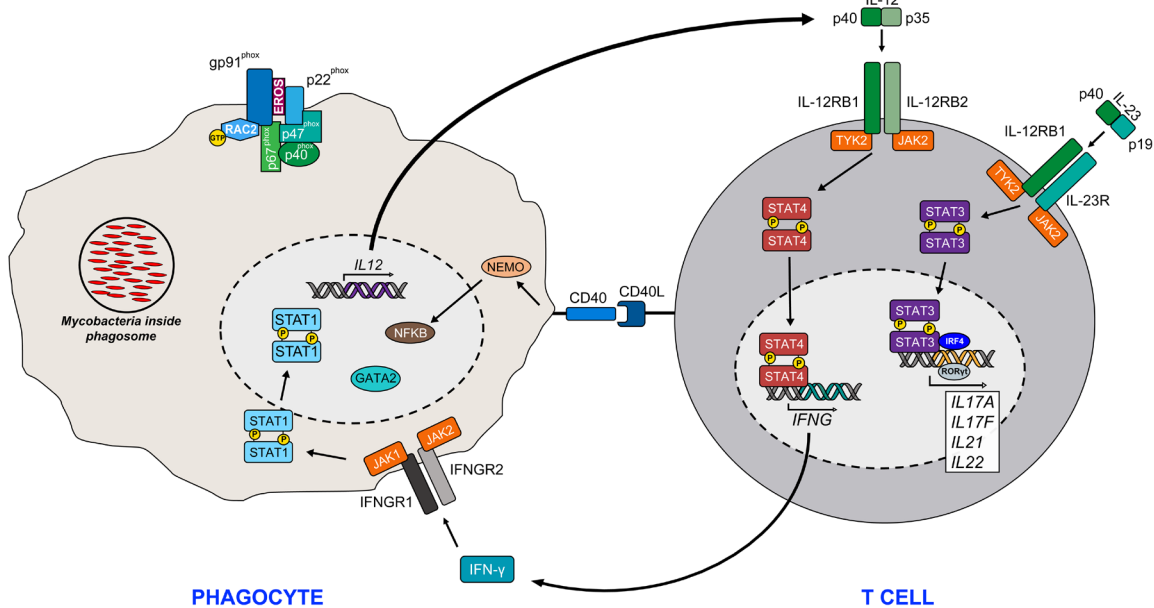 IL-12
p40 p35
gp91phox
p22phox
EROS
RAC2
GTP
p47phox
p67phox
p40phox
IL-12RB1 IL-12RB2
TYK2 JAK2
p40
IL-23
p19
IL-12RB1
IL-23R
TYK2
JAK2
STAT4
P P
STAT4
STAT3
P P
STAT3
Mycobacteria inside
phagosome
IL12
NEMO
NFKB
GATA2
CD40 CD40L
STAT1
P P
STAT1
STAT1
P P
STAT1
JAK1
JAK2
IFNGR1
IFNGR2
IFN-γ
STAT4
P P
STAT4
IFNG
STAT3
P P
STAT3
IRF4
RORγt
IL17A
IL17F
IL21
IL22
PHAGOCYTE
T CELL